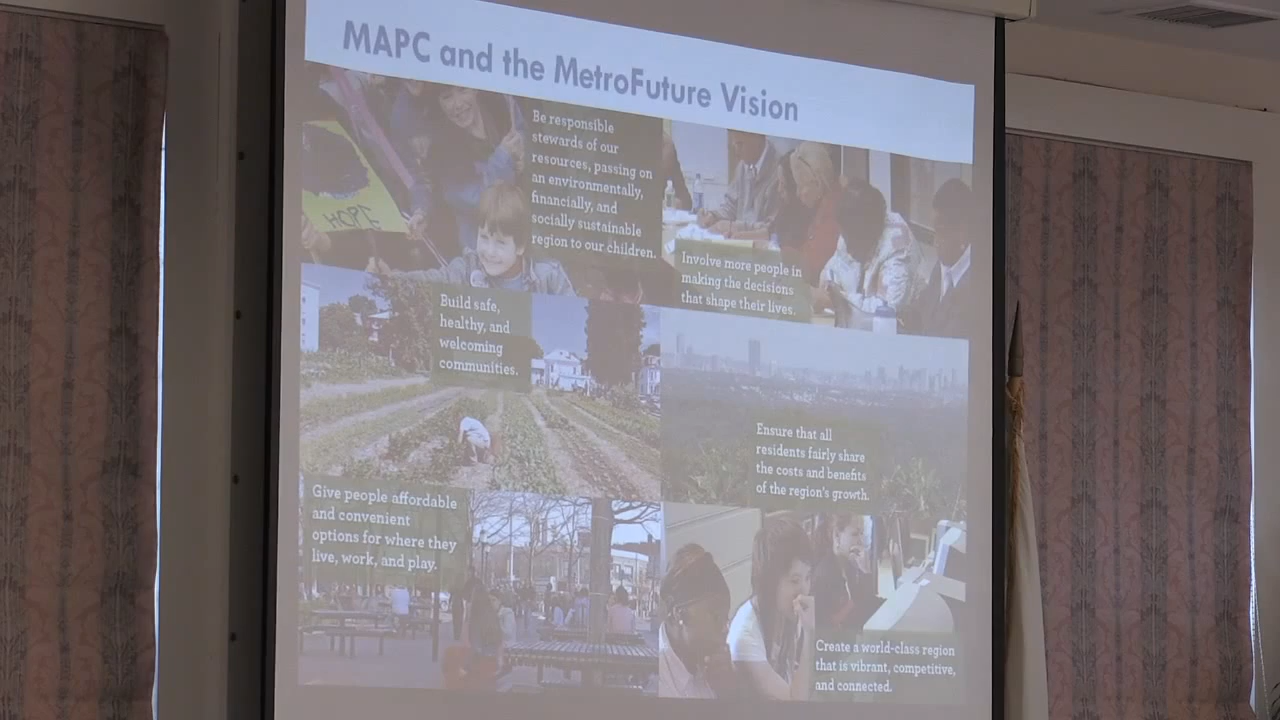 MAPC and the MetroFuture Vision
HOPE
Be responsible
stewards of our
resources, passing on
an environmentally,
financially, and
socially sustainable
region to our children.
Involve more people in
making the decisions
that shape their lives.
Build safe,
healthy, and
welcoming
communities.
Ensure that all
residents fairly share
the costs and benefits
of the region's growth.
Give people affordable
and convenient
options for where they
live, work, and play.
Create a world-class region
that is vibrant, competitive,
and connected.